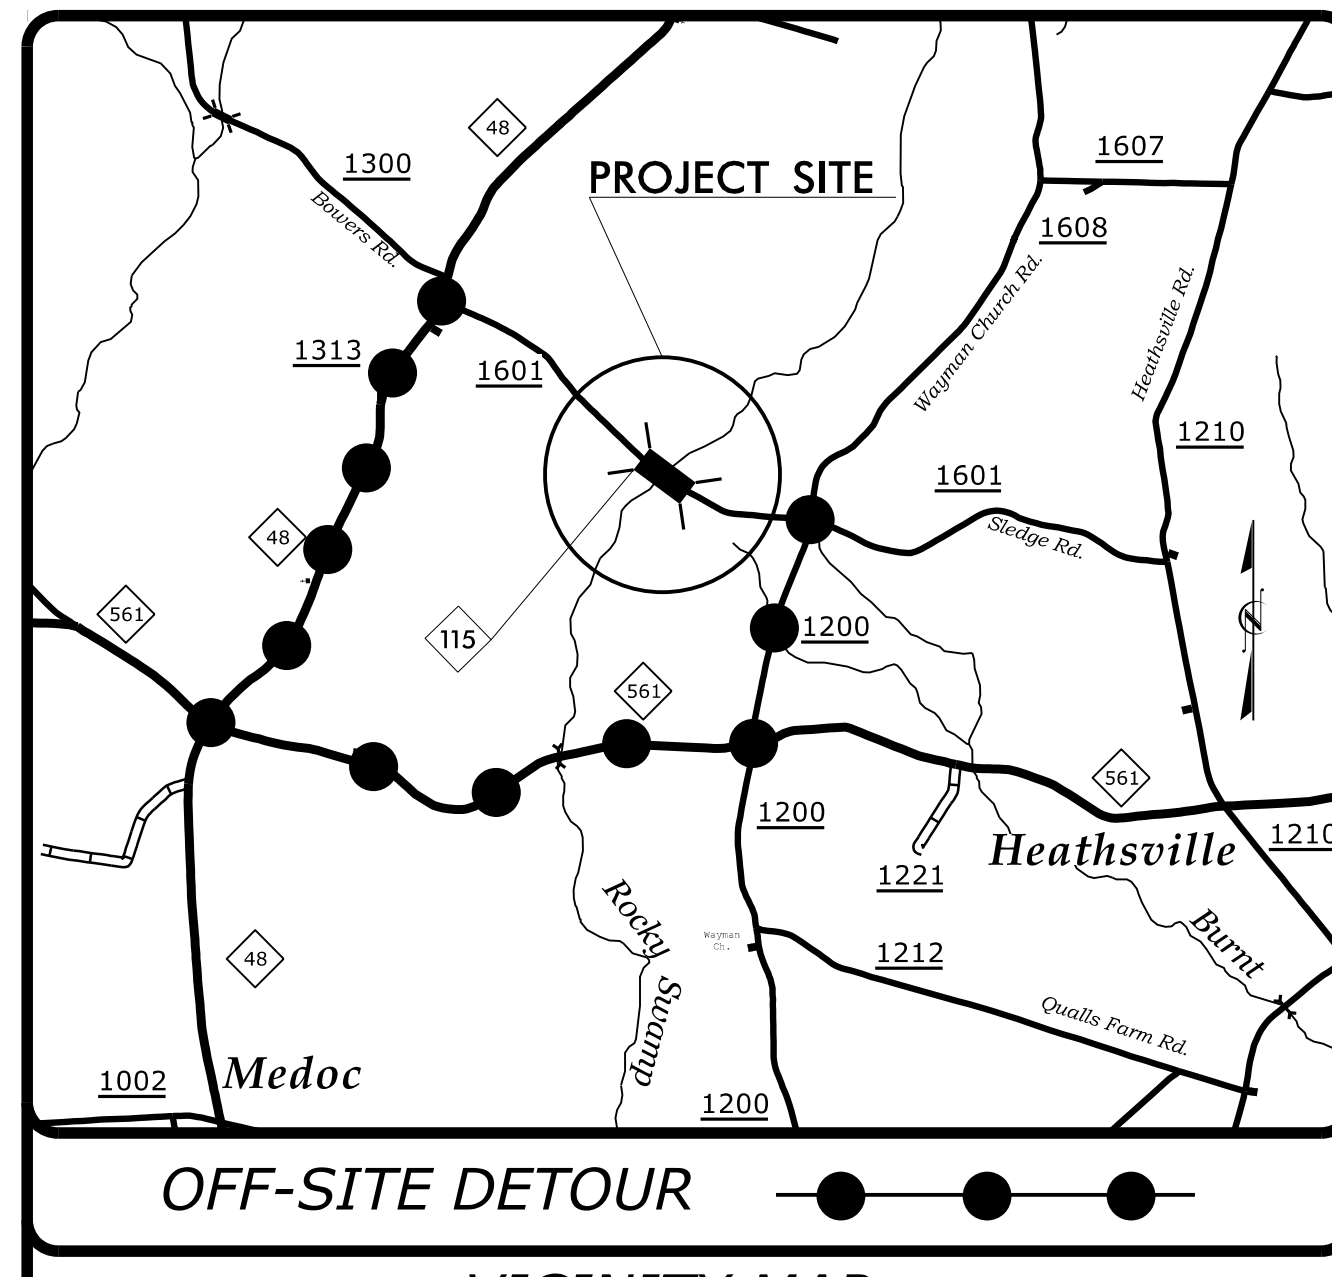 48
1300
Bowers Rd.
PROJECT SITE
1607
1608
Wayman Church Rd.
Heathsville Rd.
1313
1601
1210
1601
Sledge Rd.
48
561
115
1200
N
561
561
1200
1210
Heathsville
1221
Rocky Swamp
Wayman
Ch.
Burnt
1212
48
Qualls Farm Rd.
Medoc
1002
1200
OFF-SITE DETOUR
VICINITY MAP